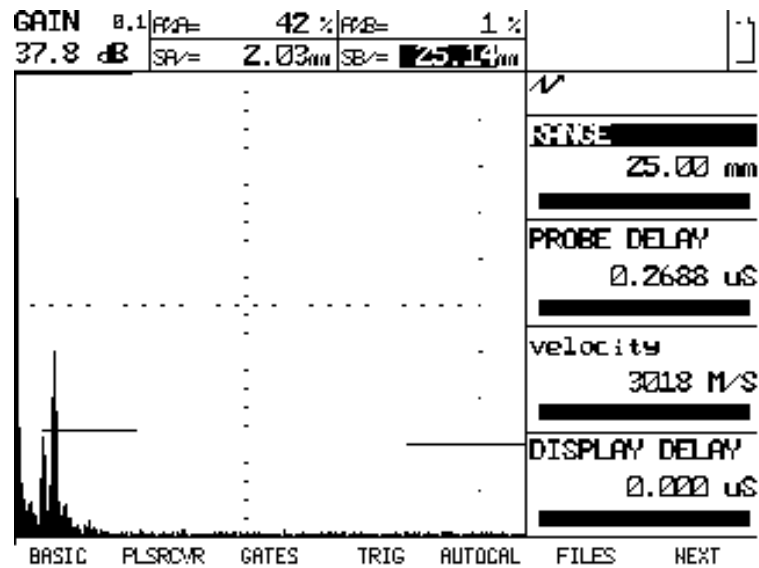 GAIN 0.1 A%A= 42 % A%B= 1 %
37.8 dB SA/= 2.03mm SB/= 25.14mm
RANGE
25.00 mm
PROBE DELAY
0.2688 uS
velocity
3018 M/S
DISPLAY DELAY
0.000 uS
BASIC PLSRCVR GATES TRIG AUTOCAL FILES NEXT